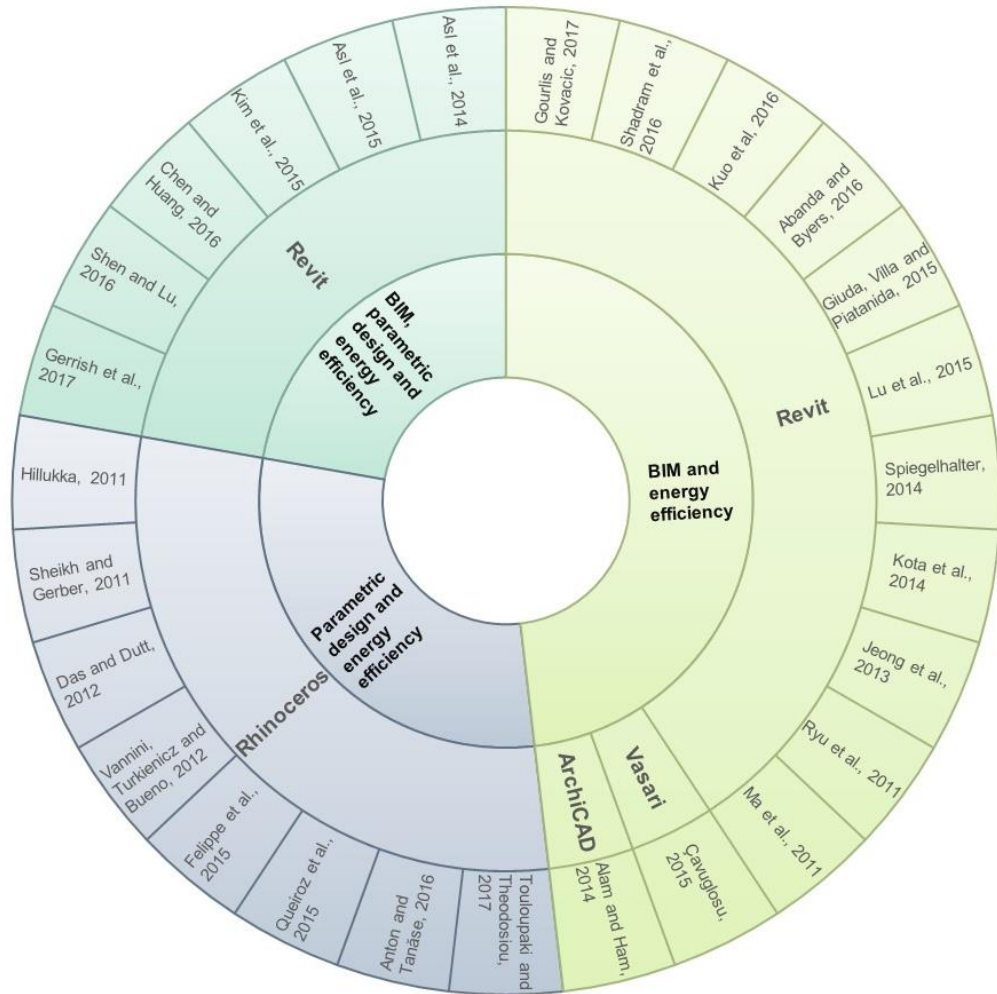 BIM and
energy
efficiency
Revit
Gourlis and
Kovacic, 2017
Shadram et al.,
2016
Kuo et al, 2016
Abanda and
Byers, 2016
Giuda, Villa and
Piatanida, 2015
Lu et al., 2015
Spiegelhalter,
2014
Kota et al.,
2014
Jeong et al.,
2013
Ryu et al., 2011
Ma et al., 2011
Vasari
Çavuglosu,
2015
ArchiCAD
Alam and Ham,
2014
Parametric
design and
energy
efficiency
Rhinoceros
Touloupaki and
Theodosiou,
2017
Anton and
Tanáse, 2016
Queiroz et al.,
2015
Felippe et al.,
2015
Vannini,
Turkienicz and
Bueno, 2012
Das and Dutt,
2012
Sheikh and
Gerber, 2011
Hillukka, 2011
BIM,
parametric
design and
energy
efficiency
Revit
Gerrish et al.,
2017
Shen and Lu,
2016
Chen and
Huang, 2016
Kim et al., 2015
Asl et al.,
2015
Asl et al., 2014